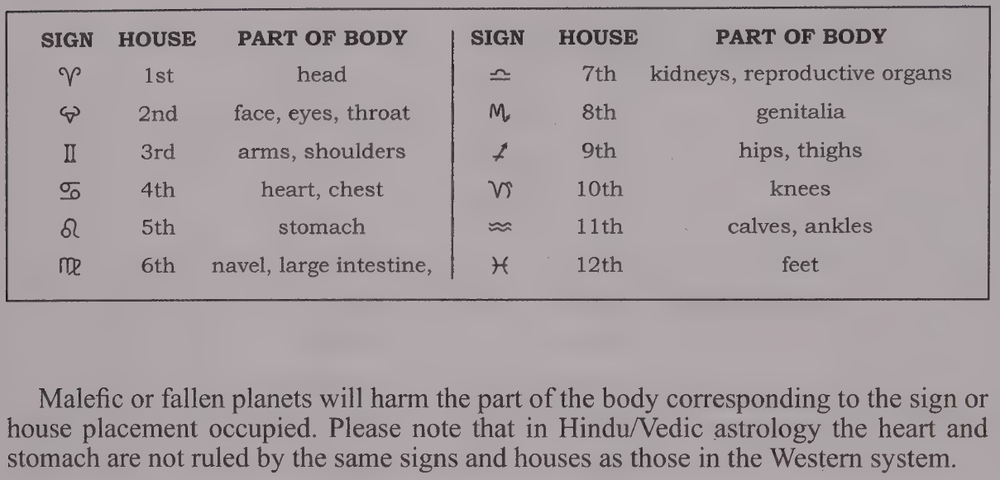 SIGN HOUSE PART OF BODY SIGN HOUSE PART OF BODY
♈ 1st head ♎ 7th kidneys, reproductive organs
♉ 2nd face, eyes, throat ♏ 8th genitalia
♊ 3rd arms, shoulders ♐ 9th hips, thighs
♋ 4th heart, chest ♑ 10th knees
♌ 5th stomach ♒ 11th calves, ankles
♍ 6th navel, large intestine, ♓ 12th feet
Malefic or fallen planets will harm the part of the body corresponding to the sign or
house placement occupied. Please note that in Hindu/Vedic astrology the heart and
stomach are not ruled by the same signs and houses as those in the Western system.